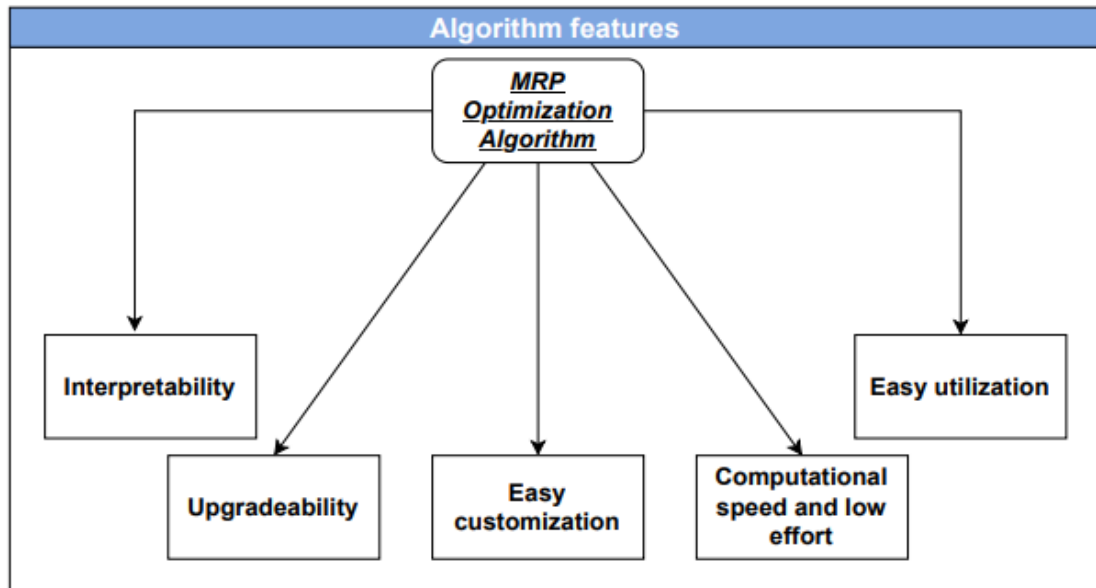 Algorithm features
MRP
Optimization
Algorithm
Interpretability
Easy utilization
Upgradeability
Easy
customization
Computational
speed and low
effort